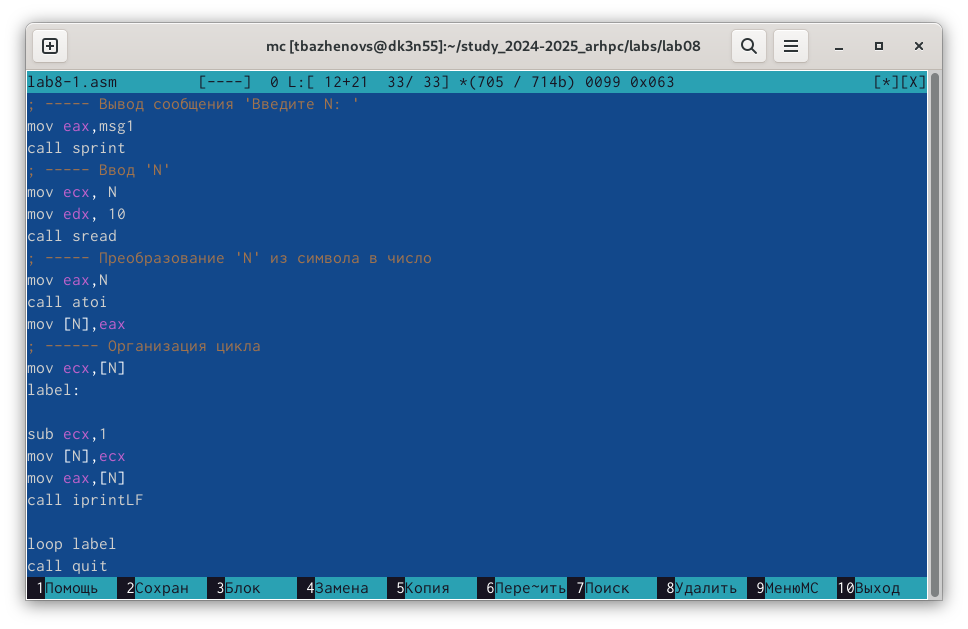 mc [tbazhenovs@dk3n55]:~/study_2024-2025_arhpc/labs/lab08
lab8-1.asm [----] 0 L:[ 12+21 33/ 33] *(705 / 714b) 0099 0x063 [*][X]
; ----- Вывод сообщения 'Введите N: '
mov eax,msg1
call sprint
; ----- Ввод 'N'
mov ecx, N
mov edx, 10
call sread
; ----- Преобразование 'N' из символа в число
mov eax,N
call atoi
mov [N],eax
; ------ Организация цикла
mov ecx,[N]
label:
sub ecx,1
mov [N],ecx
mov eax,[N]
call iprintLF
loop label
call quit
1Помощь 2Сохран 3Блок 4Замена 5Копия 6Пере~ить 7Поиск 8Удалить 9МенюMC 10Выход